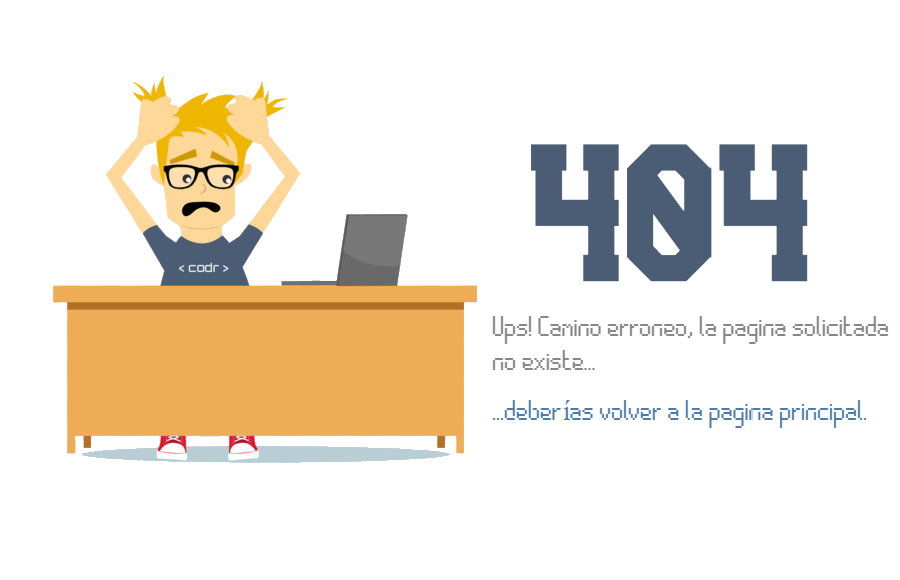 < codr >
404
Ups! Camino erroneo, la pagina solicitada
no existe...
...deberías volver a la pagina principal.